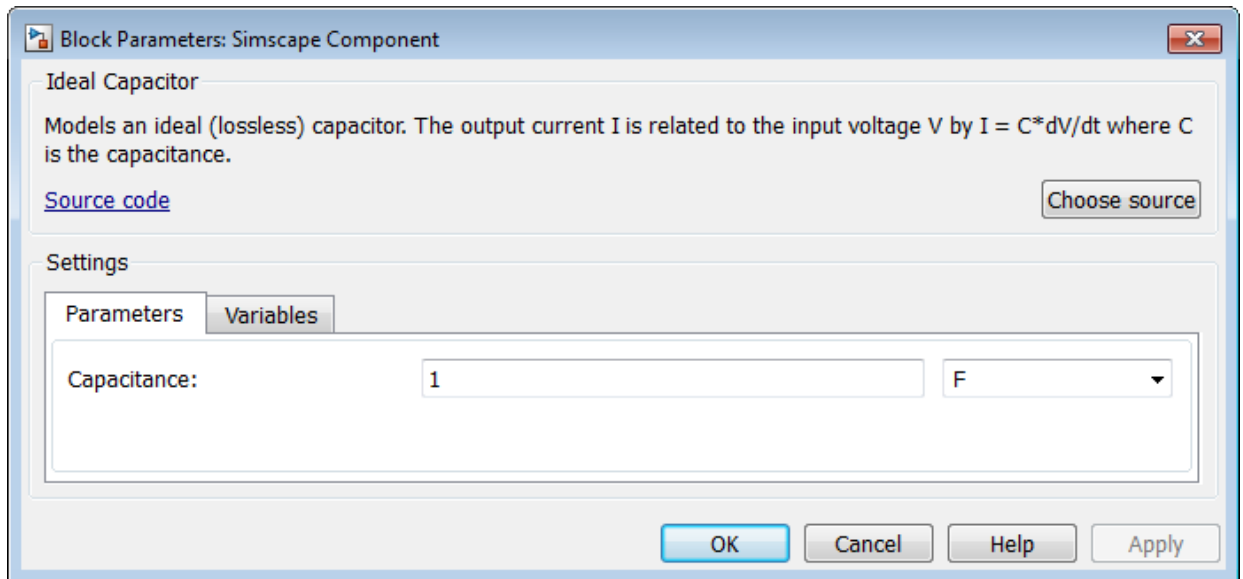 Block Parameters: Simscape Component
Ideal Capacitor
Models an ideal (lossless) capacitor. The output current I is related to the input voltage V by I = C*dV/dt where C
is the capacitance.
Source code
Choose source
Settings
Parameters
Variables
Capacitance:
1
F
OK
Cancel
Help
Apply